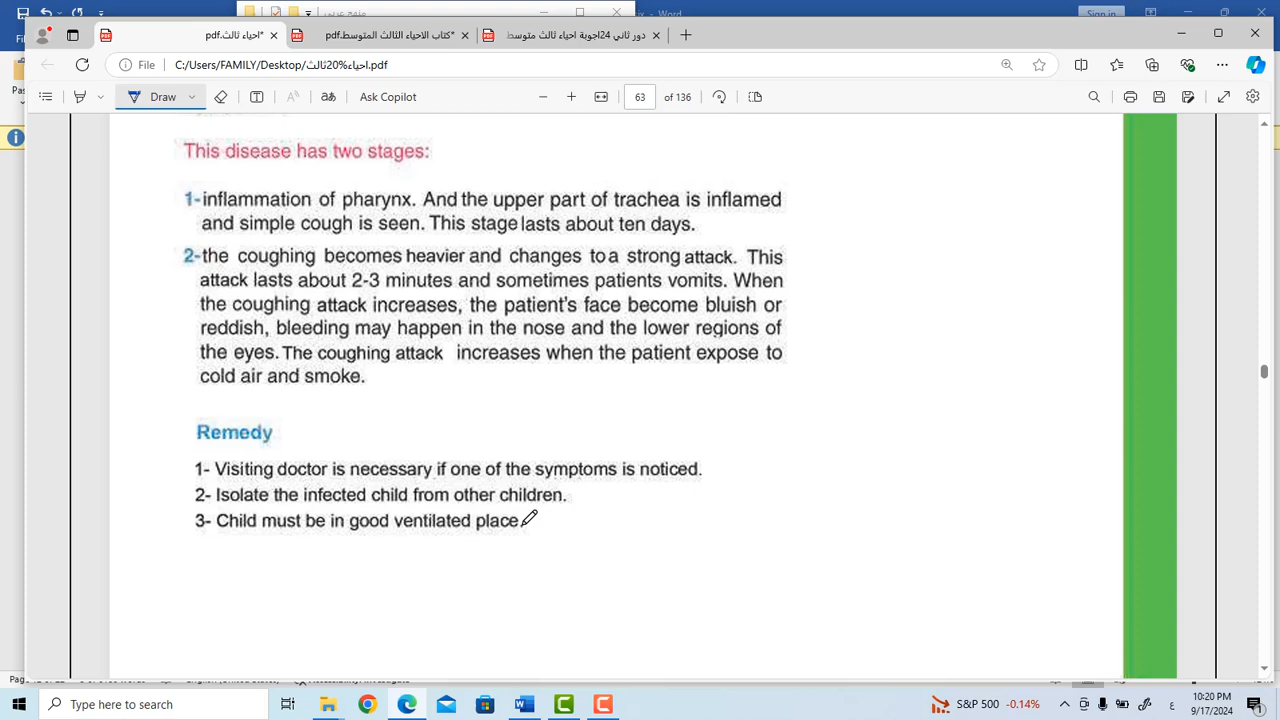 - Word
Sign in
احياء ثالث.pdf*
كتاب الاحياء الثالث المتوسط.pdf*
دور ثاني 24اجوبة احياء ثالث متوسط
File
C:/Users/FAMILY/Desktop/احياء%20ثالث.pdf
Draw
Ask Copilot
63
of 136
This disease has two stages:
1-inflammation of pharynx. And the upper part of trachea is inflamed
and simple cough is seen. This stage lasts about ten days.
2-the coughing becomes heavier and changes to a strong attack. This
attack lasts about 2-3 minutes and sometimes patients vomits. When
the coughing attack increases, the patient's face become bluish or
reddish, bleeding may happen in the nose and the lower regions of
the eyes. The coughing attack increases when the patient expose to
cold air and smoke.
Remedy
1- Visiting doctor is necessary if one of the symptoms is noticed.
2- Isolate the infected child from other children.
3- Child must be in good ventilated place
Type here to search
S&P 500 -0.14%
ع
10:20 PM
9/17/2024